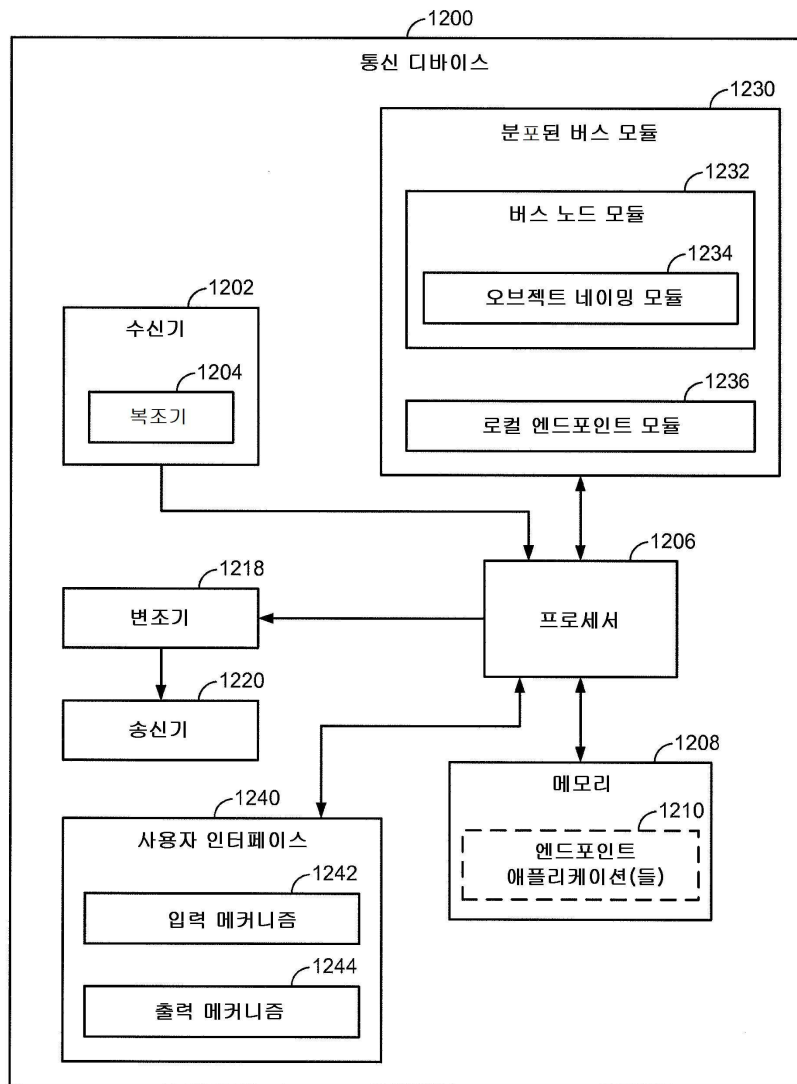 1200
통신 디바이스
1230
분포된 버스 모듈
1232
버스 노드 모듈
1234
오브젝트 네이밍 모듈
1236
로컬 엔드포인트 모듈
1202
수신기
1204
복조기
1206
프로세서
1218
변조기
1220
송신기
1208
메모리
1210
엔드포인트
애플리케이션(들)
1240
사용자 인터페이스
1242
입력 메커니즘
1244
출력 메커니즘